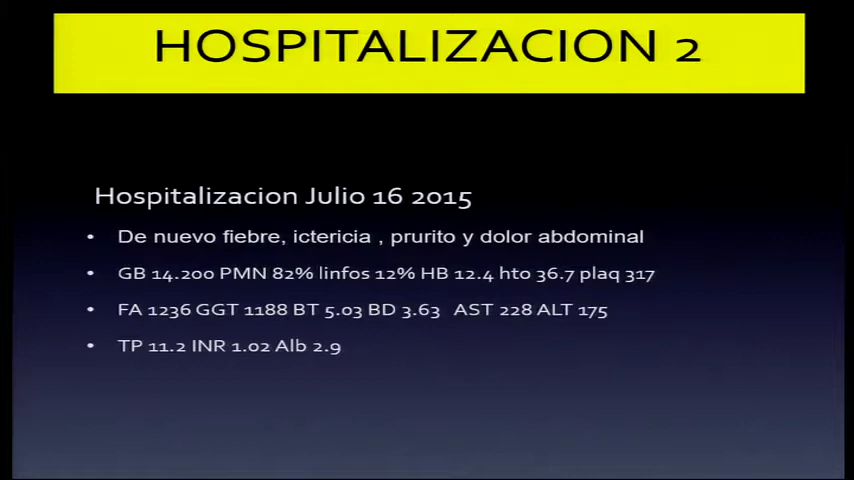 HOSPITALIZACION 2
Hospitalizacion Julio 16 2015
• De nuevo fiebre, ictericia , prurito y dolor abdominal
• GB 14.200 PMN 82% linfos 12% HB 12.4 hto 36.7 plaq 317
• FA 1236 GGT 1188 BT 5.03 BD 3.63 AST 228 ALT 175
• TP 11.2 INR 1.02 Alb 2.9